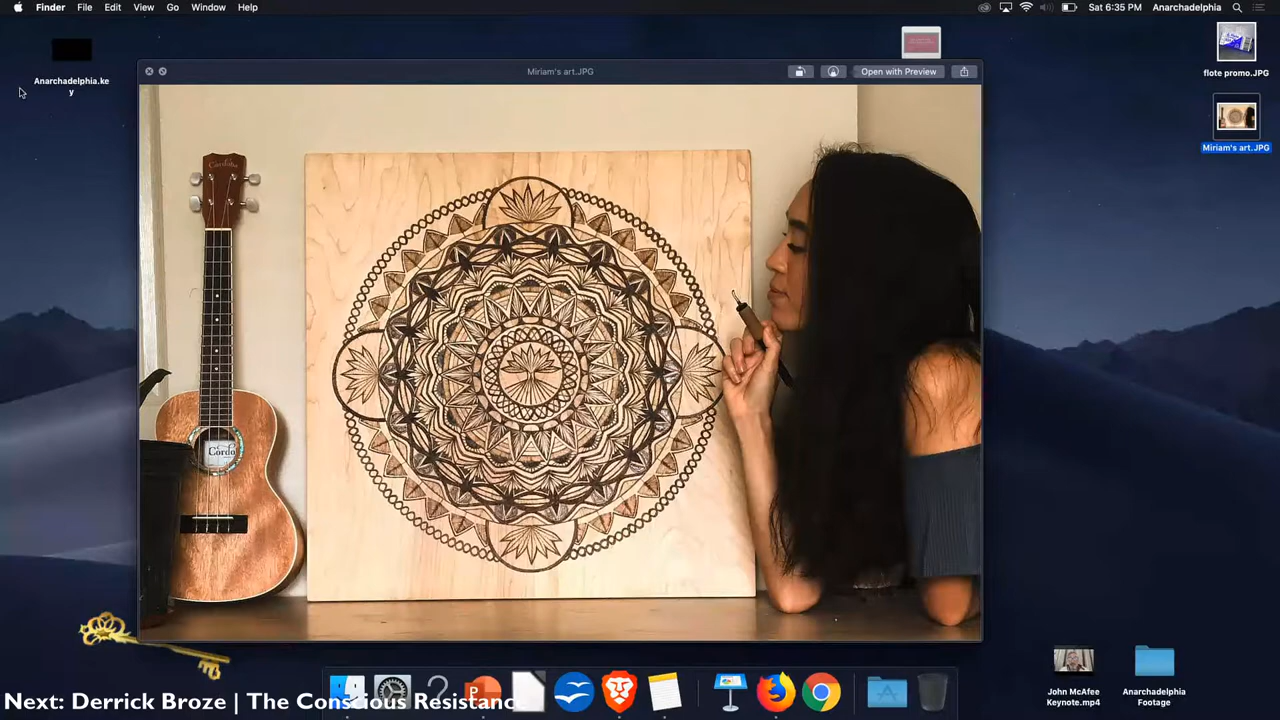 Finder File Edit View Go Window Help Sat 6:35 PM Anarchadelphia
Anarchadelphia.ke
y
Miriam's art.JPG
Open with Preview
flote promo.JPG
Miriam's art.JPG
Cordoba
Cordo
John McAfee
Keynote.mp4
Anarchadelphia
Footage
Next: Derrick Broze | The Conscious Resistance